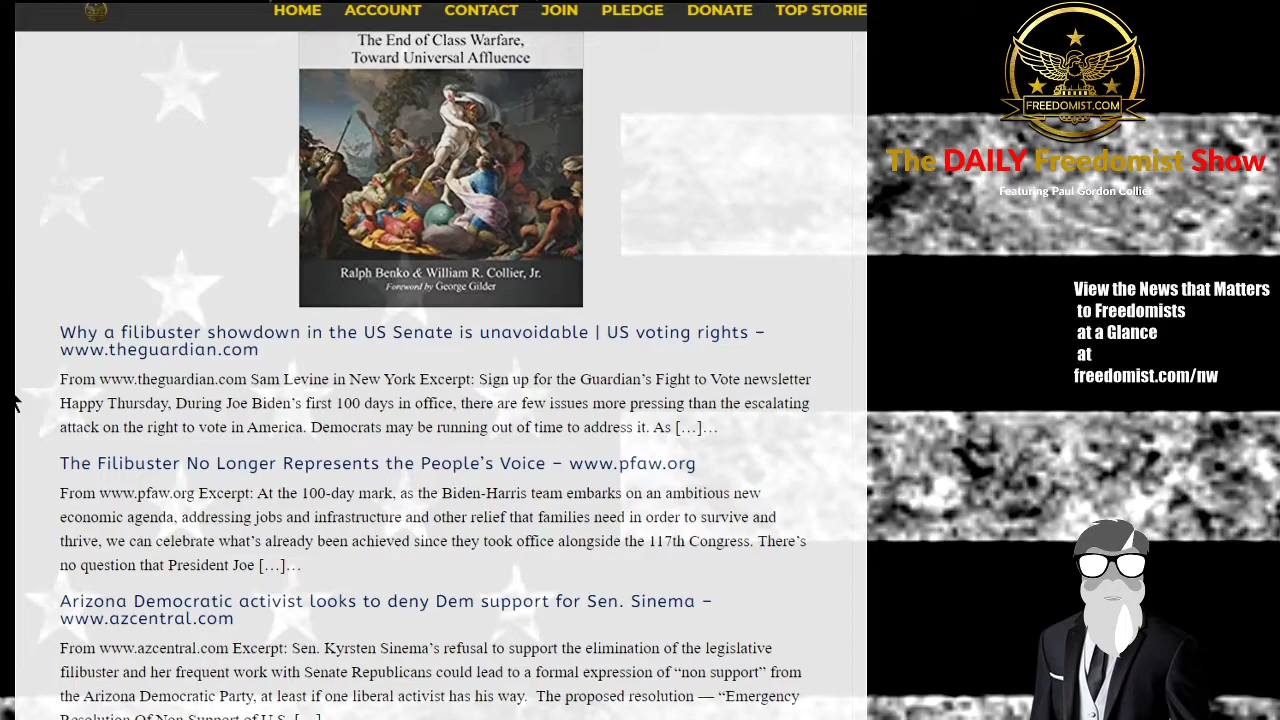 HOME ACCOUNT CONTACT JOIN PLEDGE DONATE TOP STORIE
The End of Class Warfare,
Toward Universal Affluence
Ralph Benko & William R. Collier, Jr.
Foreword by George Gilder
Why a filibuster showdown in the US Senate is unavoidable | US voting rights –
www.theguardian.com
From www.theguardian.com Sam Levine in New York Excerpt: Sign up for the Guardian’s Fight to Vote newsletter
Happy Thursday, During Joe Biden’s first 100 days in office, there are few issues more pressing than the escalating
attack on the right to vote in America. Democrats may be running out of time to address it. As […]…
The Filibuster No Longer Represents the People’s Voice – www.pfaw.org
From www.pfaw.org Excerpt: At the 100-day mark, as the Biden-Harris team embarks on an ambitious new
economic agenda, addressing jobs and infrastructure and other relief that families need in order to survive and
thrive, we can celebrate what’s already been achieved since they took office alongside the 117th Congress. There’s
no question that President Joe […]…
Arizona Democratic activist looks to deny Dem support for Sen. Sinema –
www.azcentral.com
From www.azcentral.com Excerpt: Sen. Kyrsten Sinema’s refusal to support the elimination of the legislative
filibuster and her frequent work with Senate Republicans could lead to a formal expression of “non support” from
the Arizona Democratic Party, at least if one liberal activist has his way.  The proposed resolution — “Emergency
Resolution Of Non Support of U.S. […]
FREEDOMIST.COM
The DAILY Freedomist Show
Featuring Paul Gordon Collier
View the News that Matters
to Freedomists
at a Glance
at
freedomist.com/nw